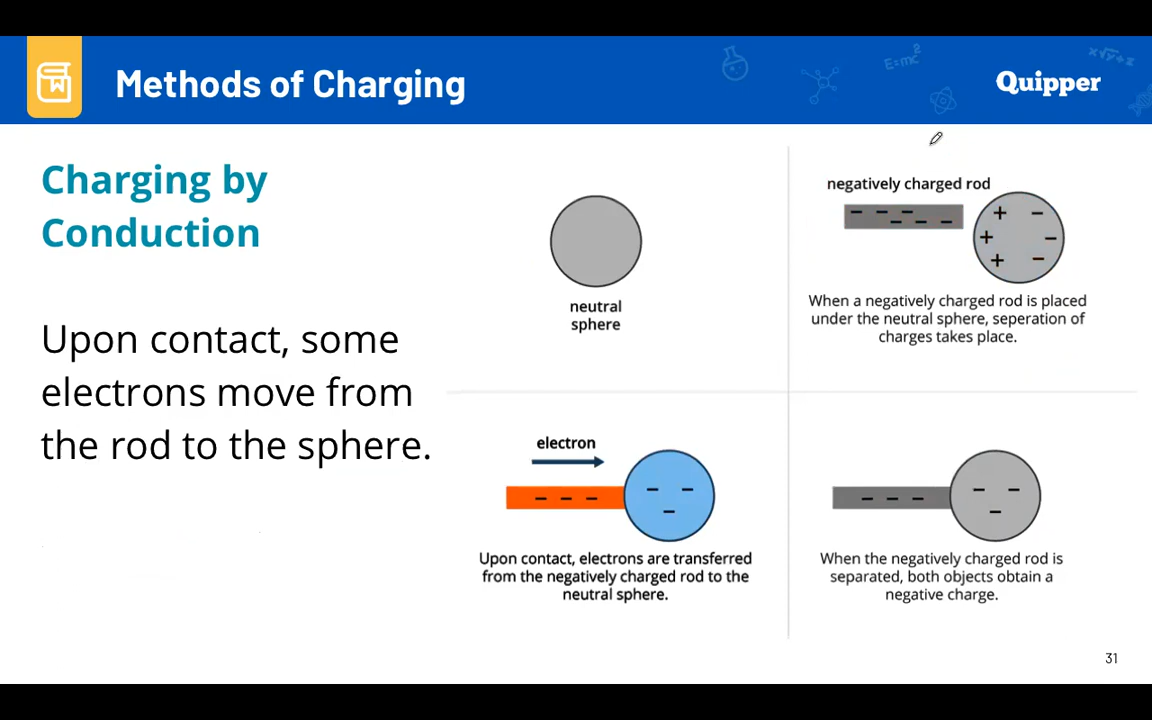 Methods of Charging
E=mc²
Quipper
Charging by
Conduction
Upon contact, some
electrons move from
the rod to the sphere.
neutral
sphere
negatively charged rod
− − −
− − −
+ −
+ −
+ −
When a negatively charged rod is placed
under the neutral sphere, seperation of
charges takes place.
electron
− − −
− −
−
Upon contact, electrons are transferred
from the negatively charged rod to the
neutral sphere.
− − −
− −
−
When the negatively charged rod is
separated, both objects obtain a
negative charge.
31